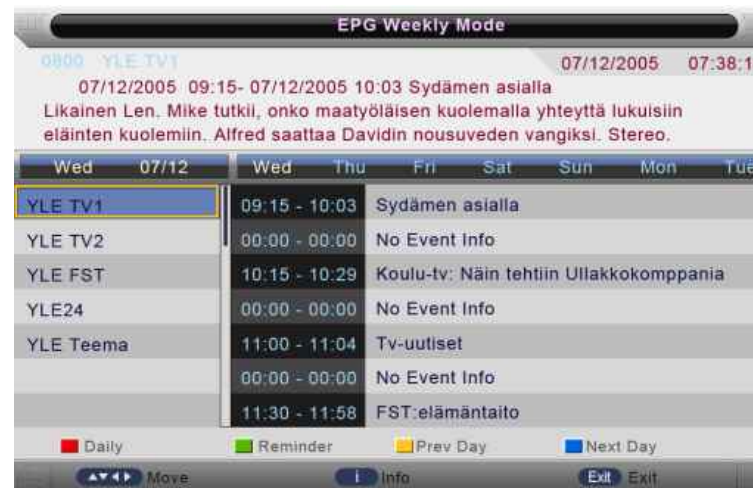 EPG Weekly Mode
0800 YLE TV1 07/12/2005 07:38:1
07/12/2005 09:15- 07/12/2005 10:03 Sydämen asialla
Likainen Len. Mike tutkii, onko maatyöläisen kuolemalla yhteyttä lukuisiin
eläinten kuolemiin. Alfred saattaa Davidin nousuveden vangiksi. Stereo.
Wed 07/12 Wed Thu Fri Sat Sun Mon Tue
YLE TV1 09:15 - 10:03 Sydämen asialla
YLE TV2 00:00 - 00:00 No Event Info
YLE FST 10:15 - 10:29 Koulu-tv: Näin tehtiin Ullakkokomppania
YLE24 00:00 - 00:00 No Event Info
YLE Teema 11:00 - 11:04 Tv-uutiset
00:00 - 00:00 No Event Info
11:30 - 11:58 FST:elämäntaito
Daily Reminder Prev Day Next Day
Move i Info Exit Exit